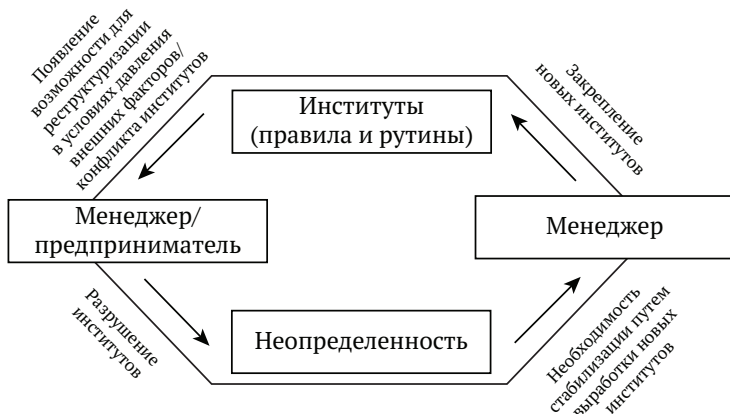 Появление
возможности для
реструктуризации
в условиях давления
внешних факторов/
конфликта институтов
Институты
(правила и рутины)
Закрепление
новых институтов
Менеджер/
предприниматель
Менеджер
Разрушение
институтов
Неопределенность
Необходимость
стабилизации путем
выработки новых
институтов